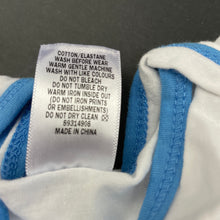 COTTON/ELASTANE
WASH BEFORE WEAR
WARM GENTLE MACHINE
WASH WITH LIKE COLOURS
DO NOT BLEACH
DO NOT TUMBLE DRY
WARM IRON INSIDE OUT
(DO NOT IRON PRINTS
OR EMBELLISHMENTS)
DO NOT DRY CLEAN
59314906
MADE IN CHINA